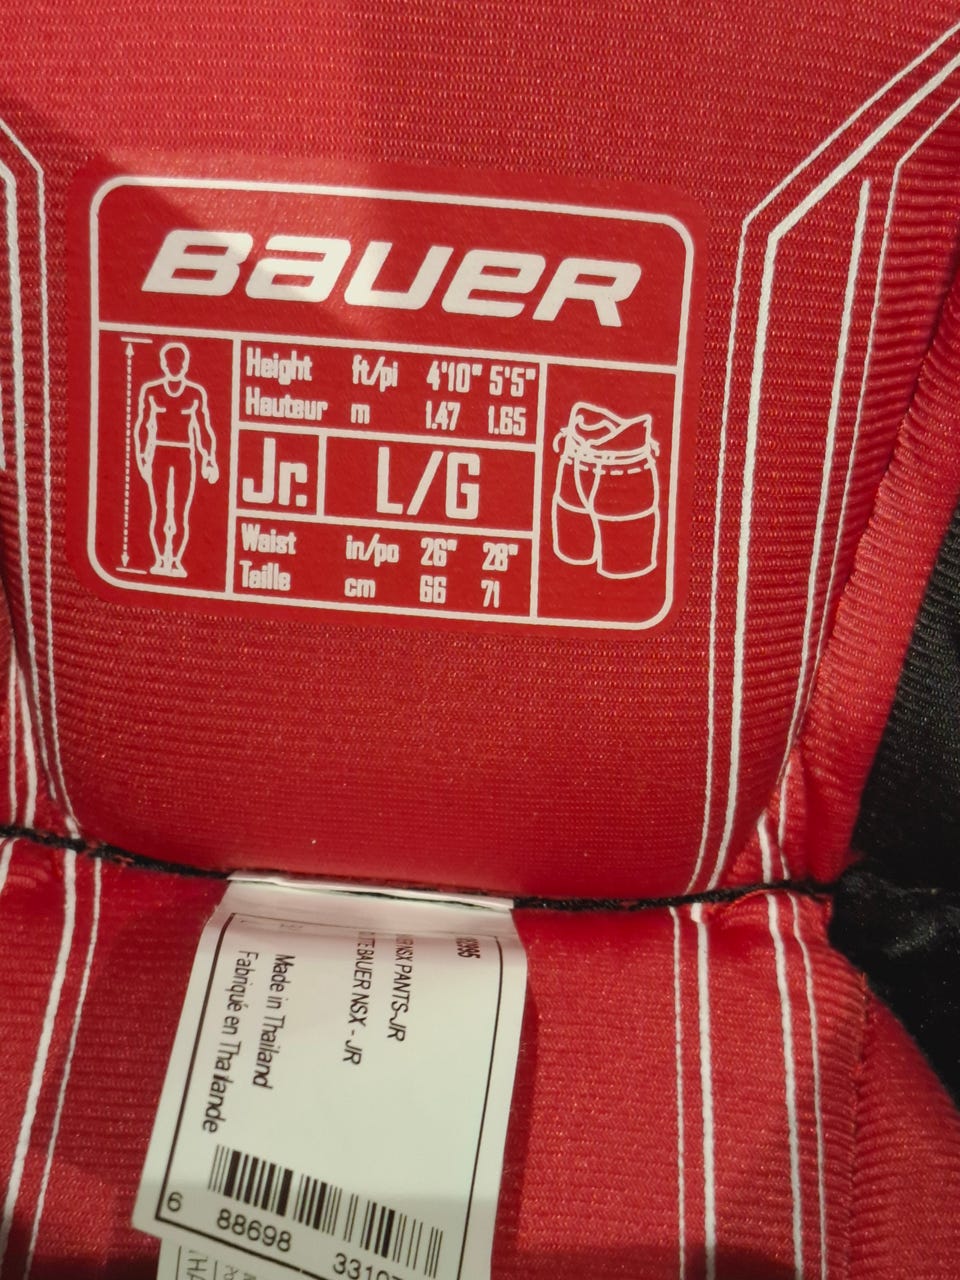 BAUER
Height ft/pi 4'10" 5'5"
Hauteur m 1.47 1.65
Jr. L/G
Waist in/po 26" 28"
Taille cm 66 71
NSX PANTS-JR
BAUER NSX - JR
Made in Thailand
Fabriqué en Thaïlande
6 88698